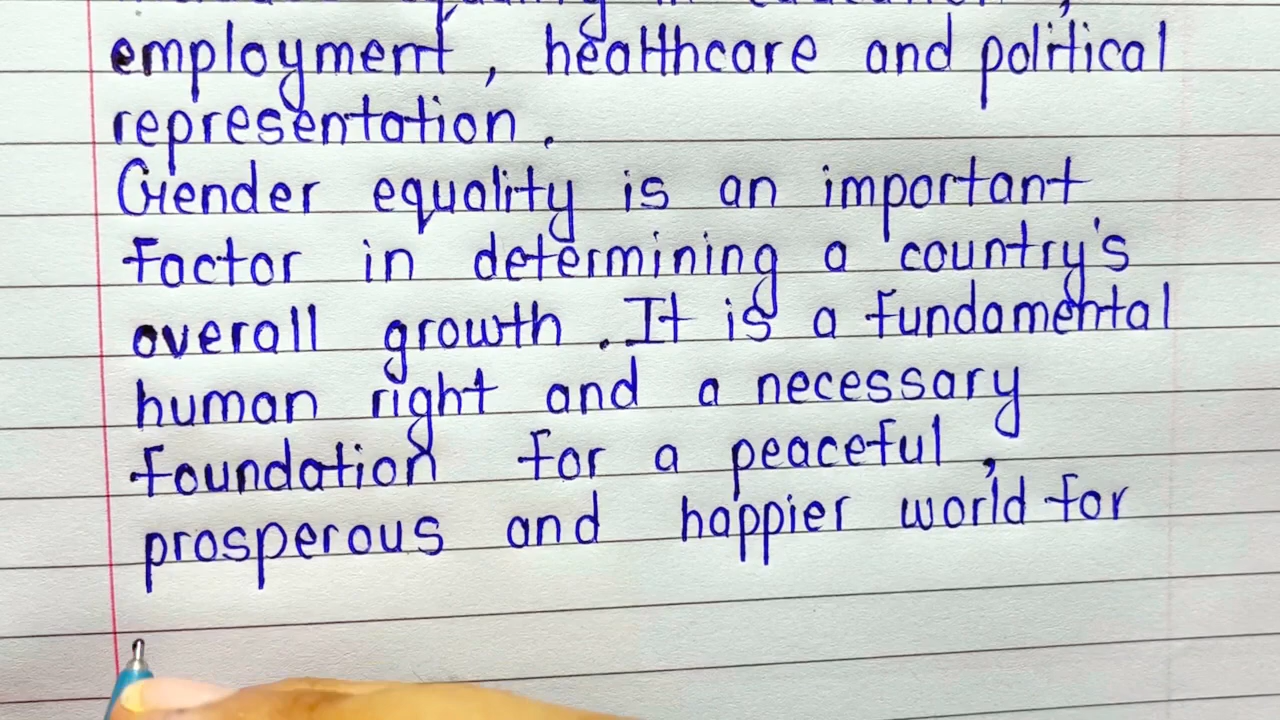 employment, healthcare and political
representation.
Gender equality is an important
factor in determining a country's
overall growth. It is a fundamental
human right and a necessary
foundation for a peaceful,
prosperous and happier world for